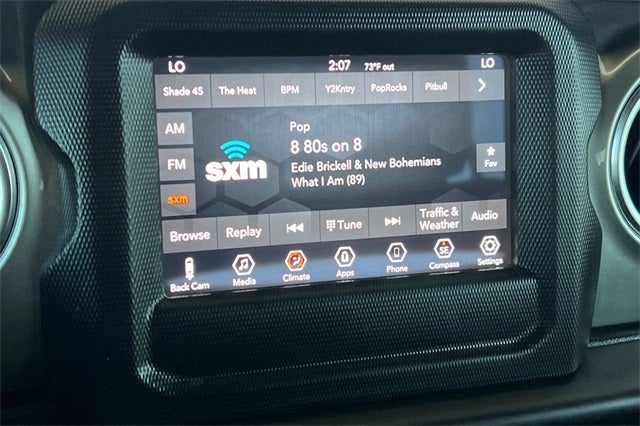 LO 2:07 73°F out LO
Shade 45 The Heat BPM Y2Kntry PopRocks Pitbull
AM
Pop
8 80s on 8
FM
sxm
Edie Brickell & New Bohemians
Fav
What I Am (89)
sxm
Browse Replay Tune Traffic & Weather Audio
Back Cam Media Climate Apps Phone SE Compass Settings